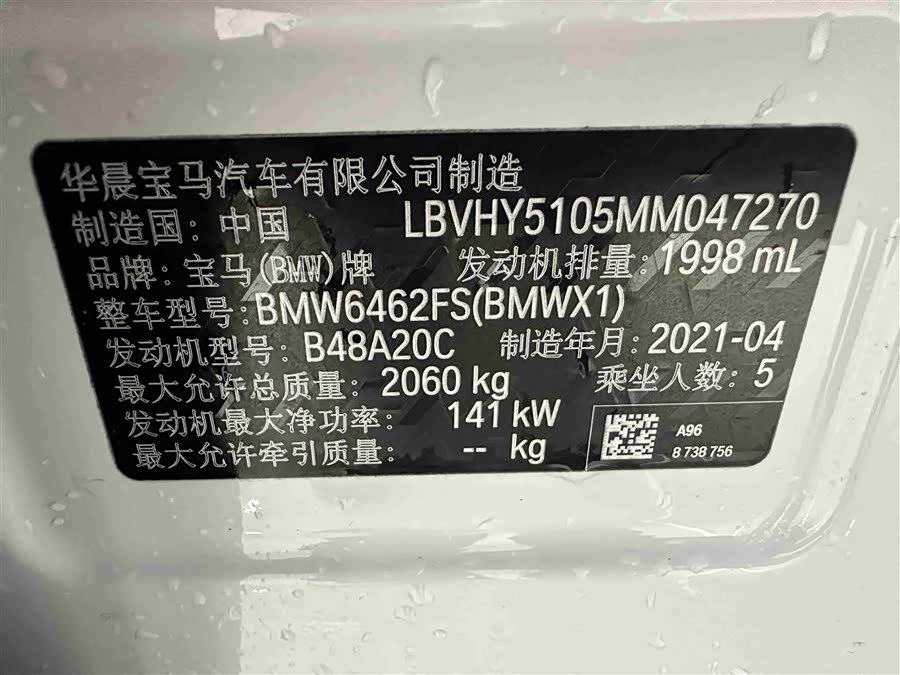 华晨宝马汽车有限公司制造
制造国：中国 LBVHY5105MM047270
品牌：宝马(BMW)牌 发动机排量：1998 mL
整车型号：BMW6462FS(BMWX1)
发动机型号：B48A20C 制造年月：2021-04
最大允许总质量：2060 kg 乘坐人数：5
发动机最大净功率：141 kW
最大允许牵引质量：-- kg
A96
8 738 756